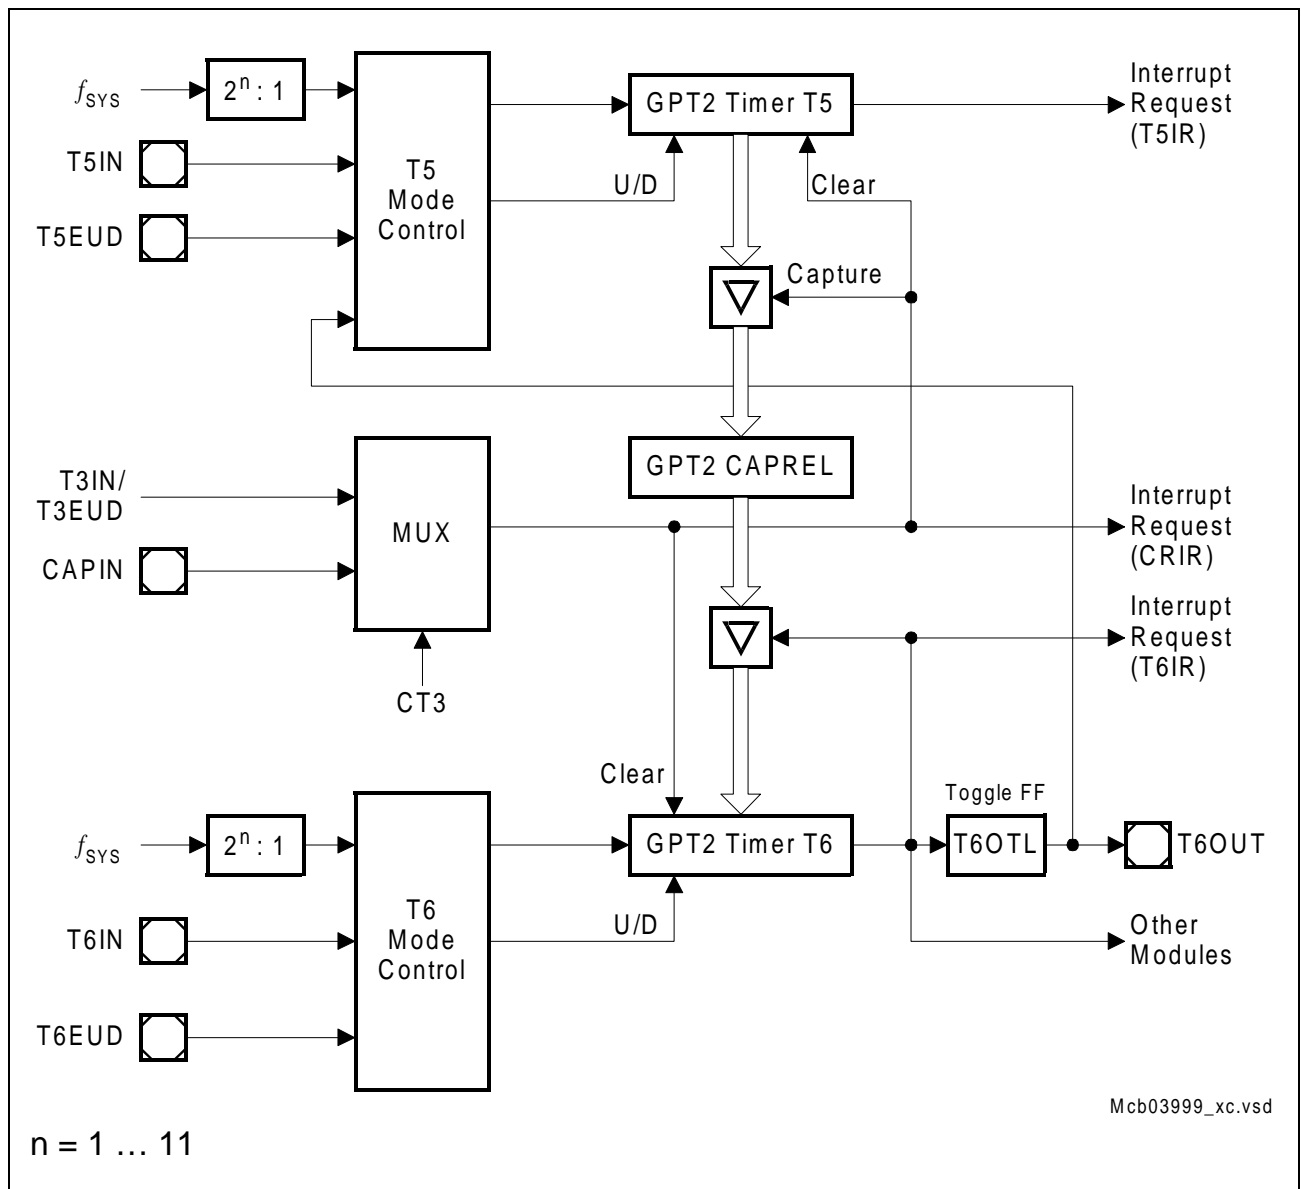 fSYS
2n : 1
T5IN
T5EUD
T5
Mode
Control
GPT2 Timer T5
U/D
Clear
Interrupt
Request
(T5IR)
Capture
T3IN/
T3EUD
CAPIN
MUX
CT3
GPT2 CAPREL
Interrupt
Request
(CRIR)
Interrupt
Request
(T6IR)
Clear
fSYS
2n : 1
T6IN
T6EUD
T6
Mode
Control
GPT2 Timer T6
U/D
Toggle FF
T6OTL
T6OUT
Other
Modules
Mcb03999_xc.vsd
n = 1 … 11